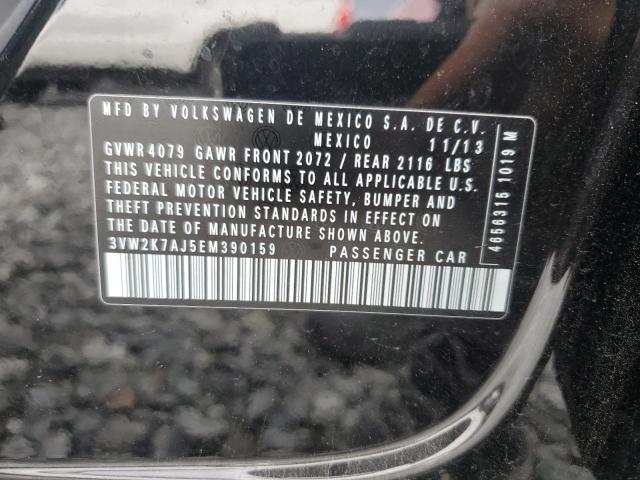 MFD BY VOLKSWAGEN DE MEXICO S.A. DE C.V.
MEXICO 11/13
GVWR 4079 GAWR FRONT 2072 / REAR 2116 LBS
THIS VEHICLE CONFORMS TO ALL APPLICABLE U.S.
FEDERAL MOTOR VEHICLE SAFETY, BUMPER AND
THEFT PREVENTION STANDARDS IN EFFECT ON
THE DATE OF MANUFACTURE SHOWN ABOVE.
3VW2K7AJ5EM390159 PASSENGER CAR
4656315 1019 M